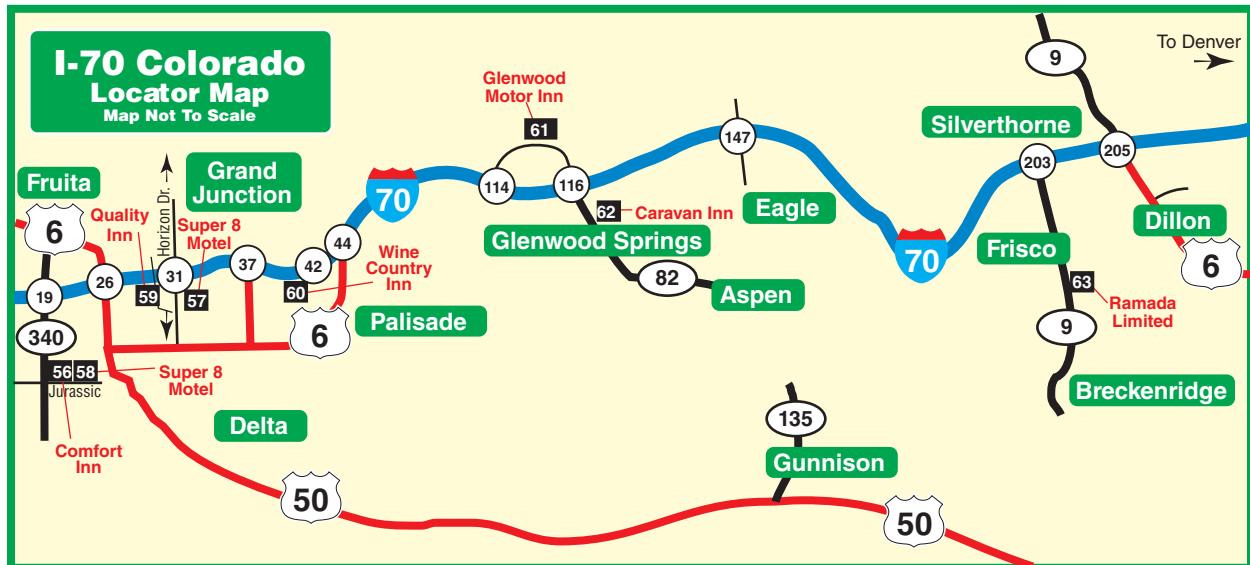 I-70 Colorado
Locator Map
Map Not To Scale
To Denver
9
Glenwood
Motor Inn
61
147
Silverthorne
203
205
Fruita
Grand
Junction
Horizon Dr.
70
114
116
6
Quality
Inn
Super 8
Motel
62
Caravan Inn
Eagle
Dillon
Glenwood Springs
Frisco
70
6
19
26
59
31
57
37
42
44
60
Wine
Country
Inn
82
Aspen
63
Ramada
Limited
340
6
Palisade
9
56
58
Jurassic
Super 8
Motel
Breckenridge
Comfort
Inn
Delta
135
Gunnison
50
50